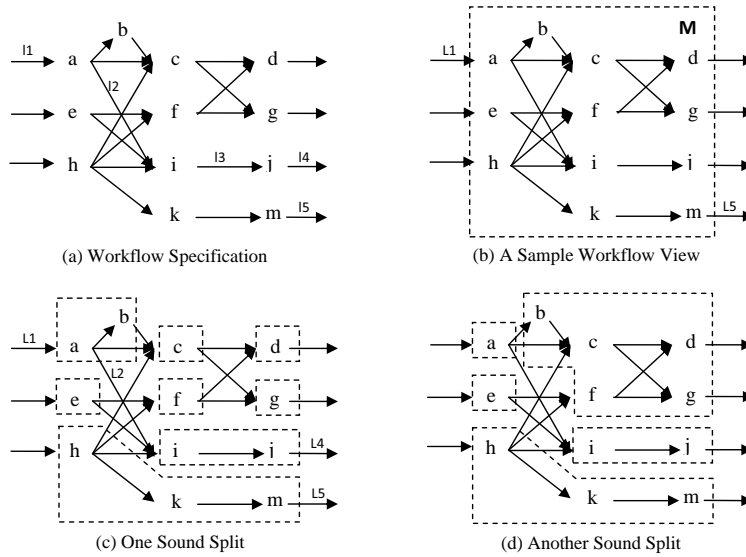 l1 a b c d
l2
e f g
h i l3 j l4
k m l5
(a) Workflow Specification
M
L1 a b c d
e f g
h i j
k m L5
(b) A Sample Workflow View
L1 a b c d
L2
e f g
h i j L4
k m L5
(c) One Sound Split
a b c d
e f g
h i j
k m
(d) Another Sound Split